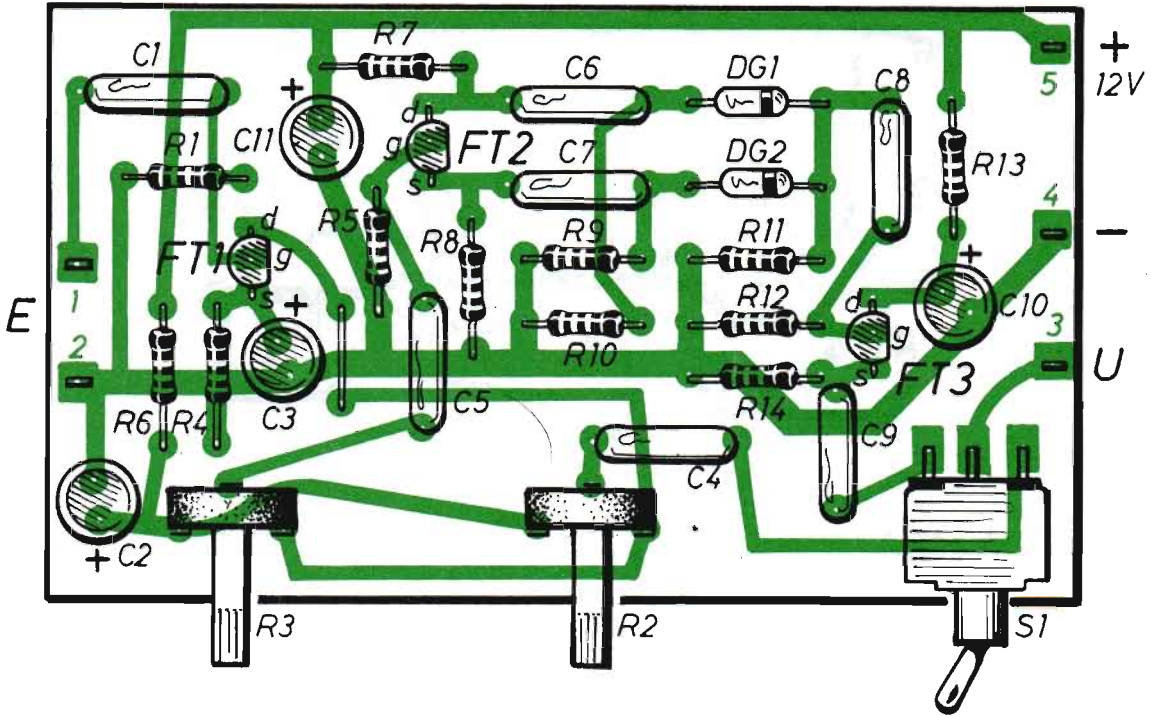 R7
C1
C6
DG1
C8
+
5
12V
+
d
C11
g
FT2
C7
DG2
R13
R1
s
4
−
d
R5
R8
R9
R11
FT1
g
+
s
+
1
E
R12
d
C10
g
3
2
R10
s
FT3
U
R6
R4
C3
C5
R14
C9
C4
+
C2
R3
R2
S1